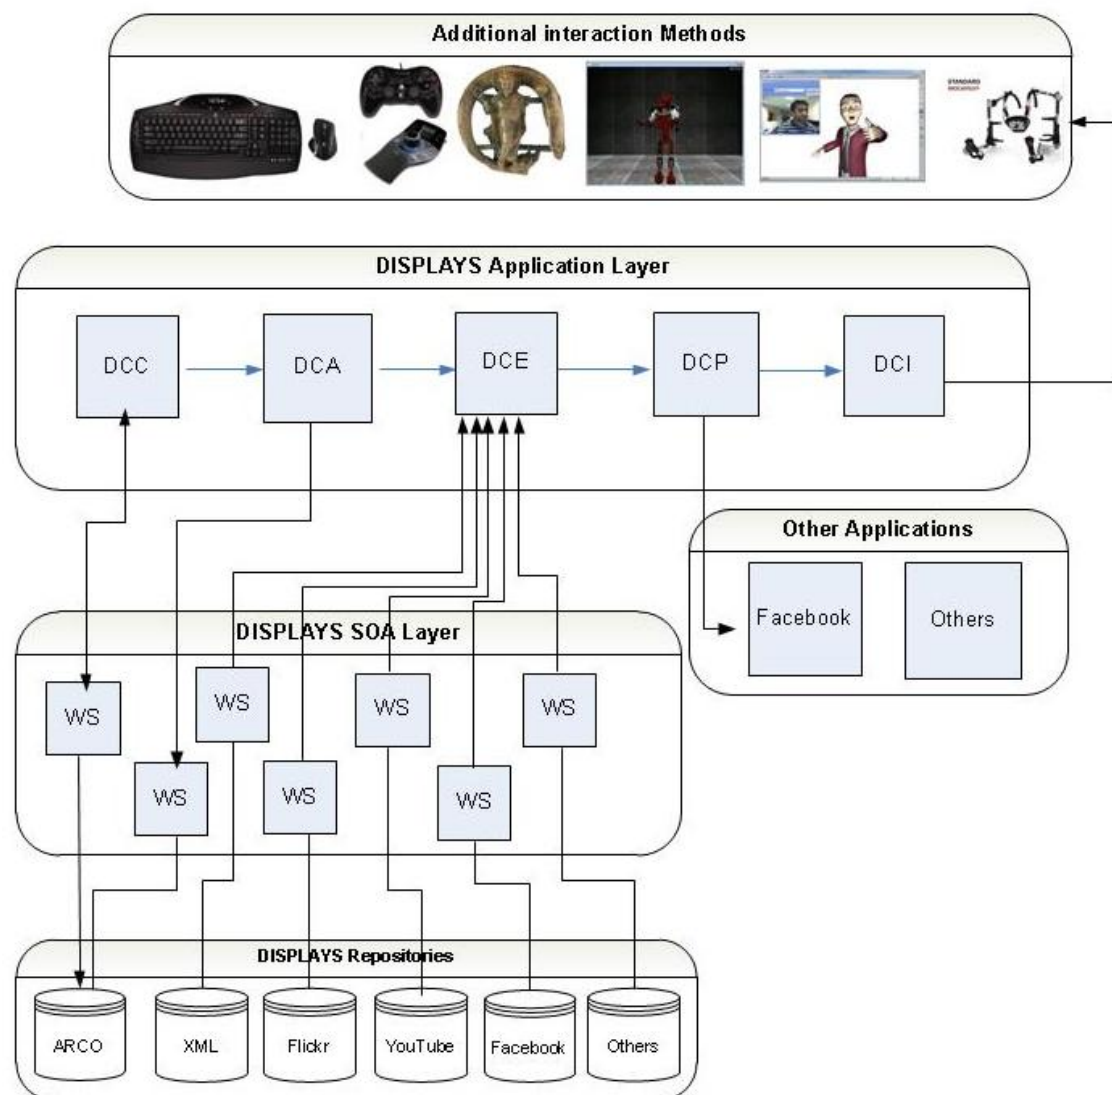 Additional interaction Methods
STANDARD
DISPLAYS Application Layer
DCC
DCA
DCE
DCP
DCI
Other Applications
Facebook
Others
DISPLAYS SOA Layer
WS
WS
WS
WS
WS
WS
WS
DISPLAYS Repositories
ARCO
XML
Flickr
YouTube
Facebook
Others